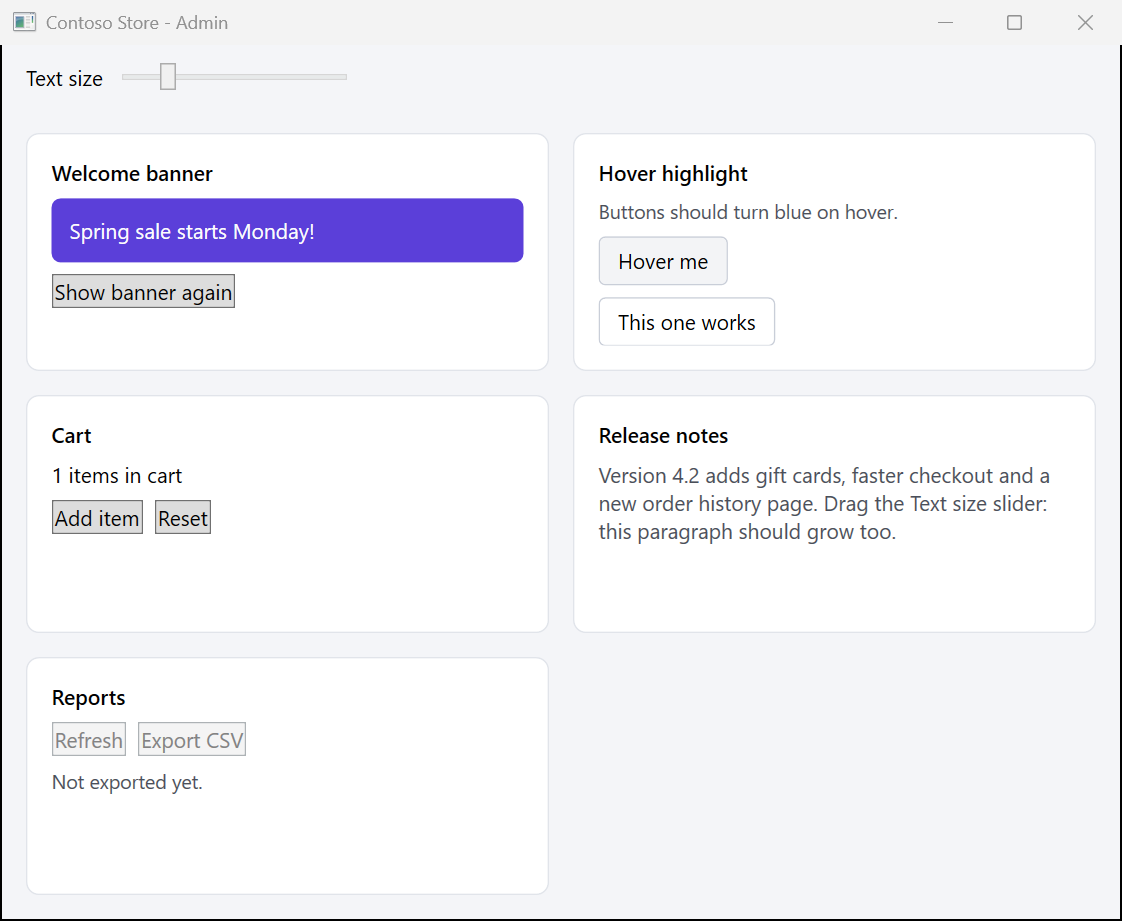 Contoso Store - Admin
Text size
Welcome banner
Spring sale starts Monday!
Show banner again
Hover highlight
Buttons should turn blue on hover.
Hover me
This one works
Cart
1 items in cart
Add item Reset
Release notes
Version 4.2 adds gift cards, faster checkout and a
new order history page. Drag the Text size slider:
this paragraph should grow too.
Reports
Refresh Export CSV
Not exported yet.